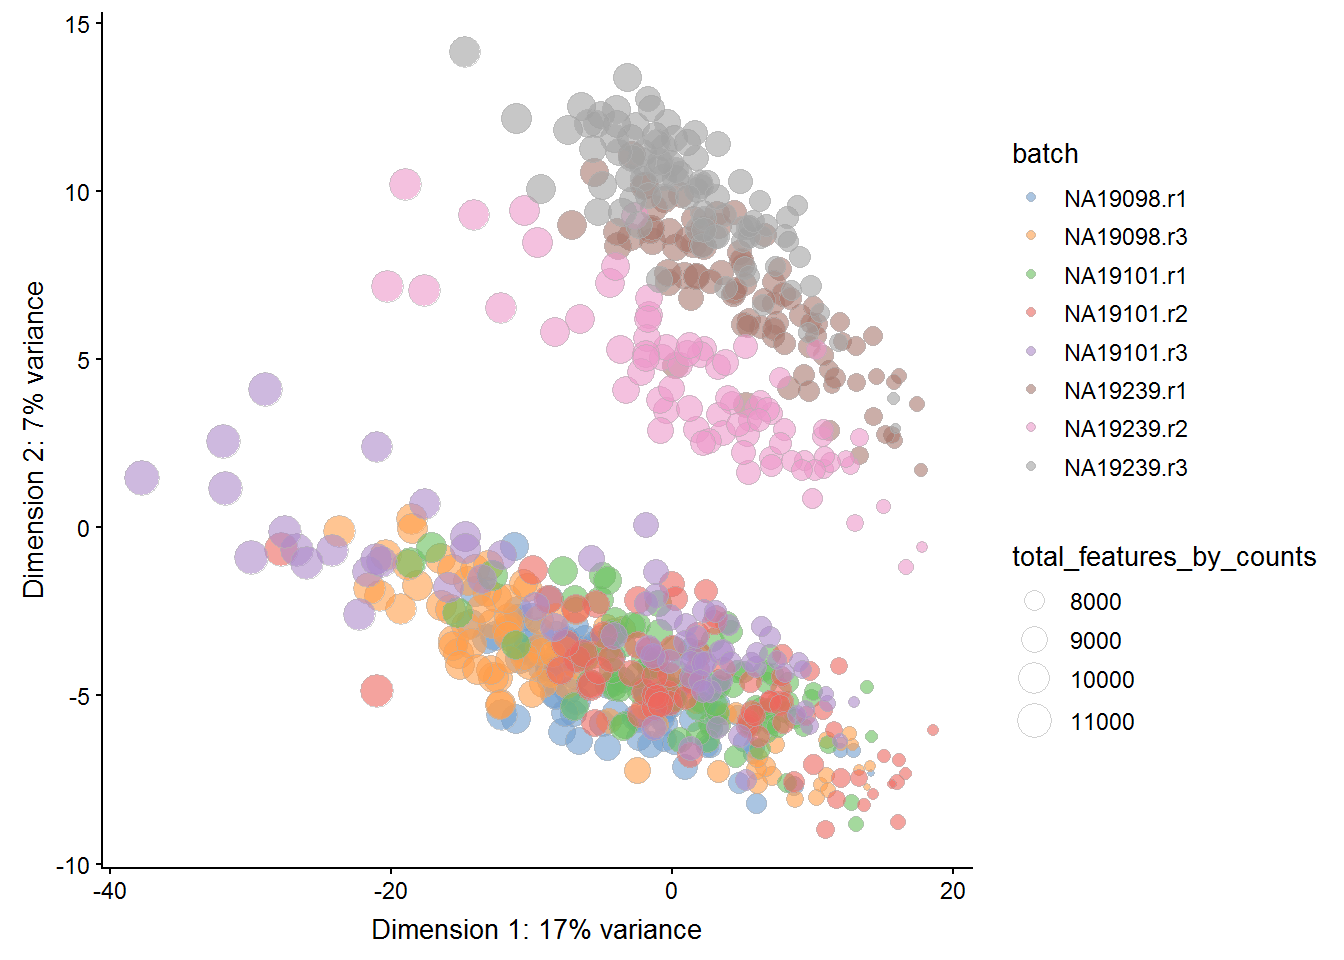 15
10
5
0
-5
-10
-40
-20
0
20
Dimension 1: 17% variance
Dimension 2: 7% variance
batch
NA19098.r1
NA19098.r3
NA19101.r1
NA19101.r2
NA19101.r3
NA19239.r1
NA19239.r2
NA19239.r3
total_features_by_counts
8000
9000
10000
11000